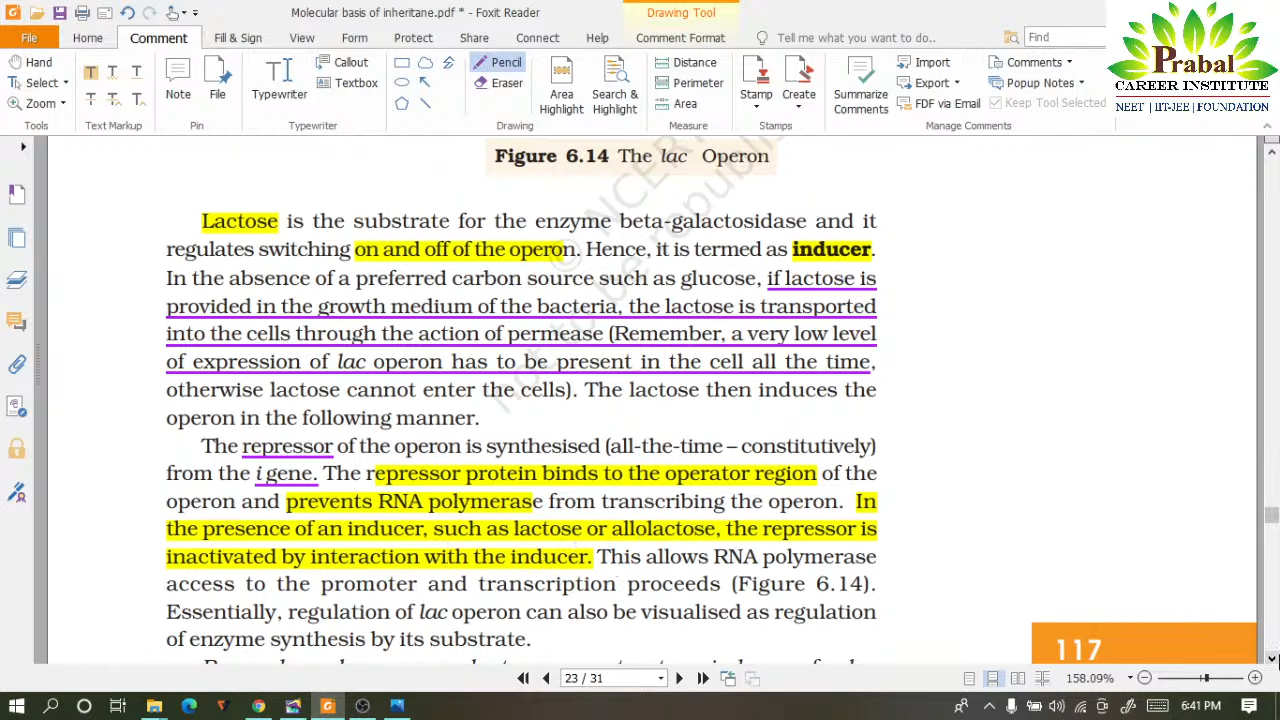 Molecular basis of inheritane.pdf * - Foxit Reader
Drawing Tool
File Home Comment Fill & Sign View Form Protect Share Connect Help Comment Format Tell me what you want to do.. Find
Prabal
CAREER INSTITUTE
NEET | IIT-JEE | FOUNDATION
Hand
Select
Zoom
Tools
T T T
T T T
Text Markup
Note
File
Pin
Typewriter
Callout
Textbox
Typewriter
Pencil
Eraser
Area Highlight
Search & Highlight
Drawing
Distance
Perimeter
Area
Measure
Stamp
Create
Stamps
Summarize Comments
Import
Export
FDF via Email
Comments
Popup Notes
Keep Tool Selected
Manage Comments
Figure 6.14 The lac Operon
© NCERT
not to be republis
Lactose is the substrate for the enzyme beta-galactosidase and it
regulates switching on and off of the operon. Hence, it is termed as inducer.
In the absence of a preferred carbon source such as glucose, if lactose is
provided in the growth medium of the bacteria, the lactose is transported
into the cells through the action of permease (Remember, a very low level
of expression of lac operon has to be present in the cell all the time,
otherwise lactose cannot enter the cells). The lactose then induces the
operon in the following manner.
The repressor of the operon is synthesised (all-the-time – constitutively)
from the i gene. The repressor protein binds to the operator region of the
operon and prevents RNA polymerase from transcribing the operon. In
the presence of an inducer, such as lactose or allolactose, the repressor is
inactivated by interaction with the inducer. This allows RNA polymerase
access to the promoter and transcription proceeds (Figure 6.14).
Essentially, regulation of lac operon can also be visualised as regulation
of enzyme synthesis by its substrate.
117
23 / 31
158.09%
6:41 PM